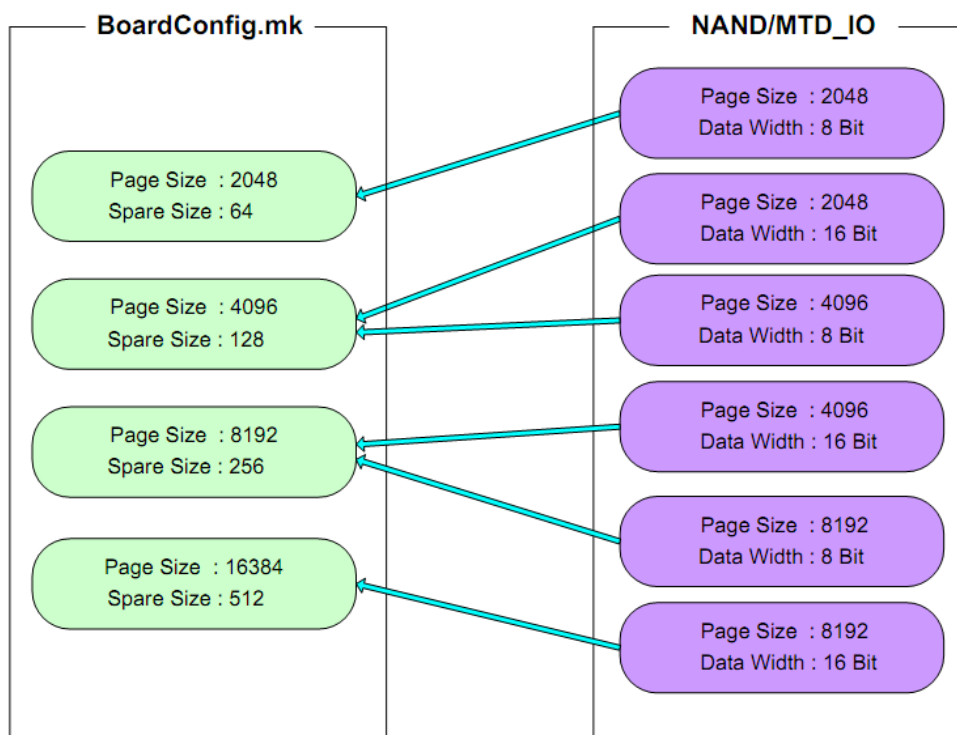 BoardConfig.mk
Page Size : 2048
Spare Size : 64
Page Size : 4096
Spare Size : 128
Page Size : 8192
Spare Size : 256
Page Size : 16384
Spare Size : 512
NAND/MTD_IO
Page Size : 2048
Data Width : 8 Bit
Page Size : 2048
Data Width : 16 Bit
Page Size : 4096
Data Width : 8 Bit
Page Size : 4096
Data Width : 16 Bit
Page Size : 8192
Data Width : 8 Bit
Page Size : 8192
Data Width : 16 Bit